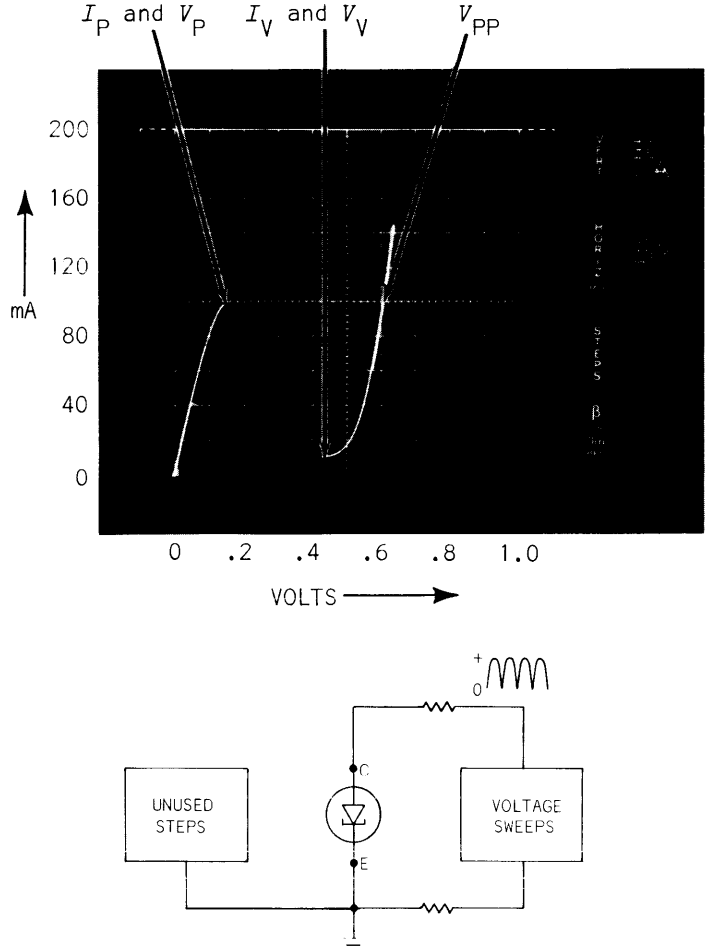 I_P and V_P I_V and V_V V_PP
200
160
120
mA
80
40
0
STEPS
β
0 .2 .4 .6 .8 1.0
VOLTS
+
0
C
UNUSED STEPS
VOLTAGE SWEEPS
E